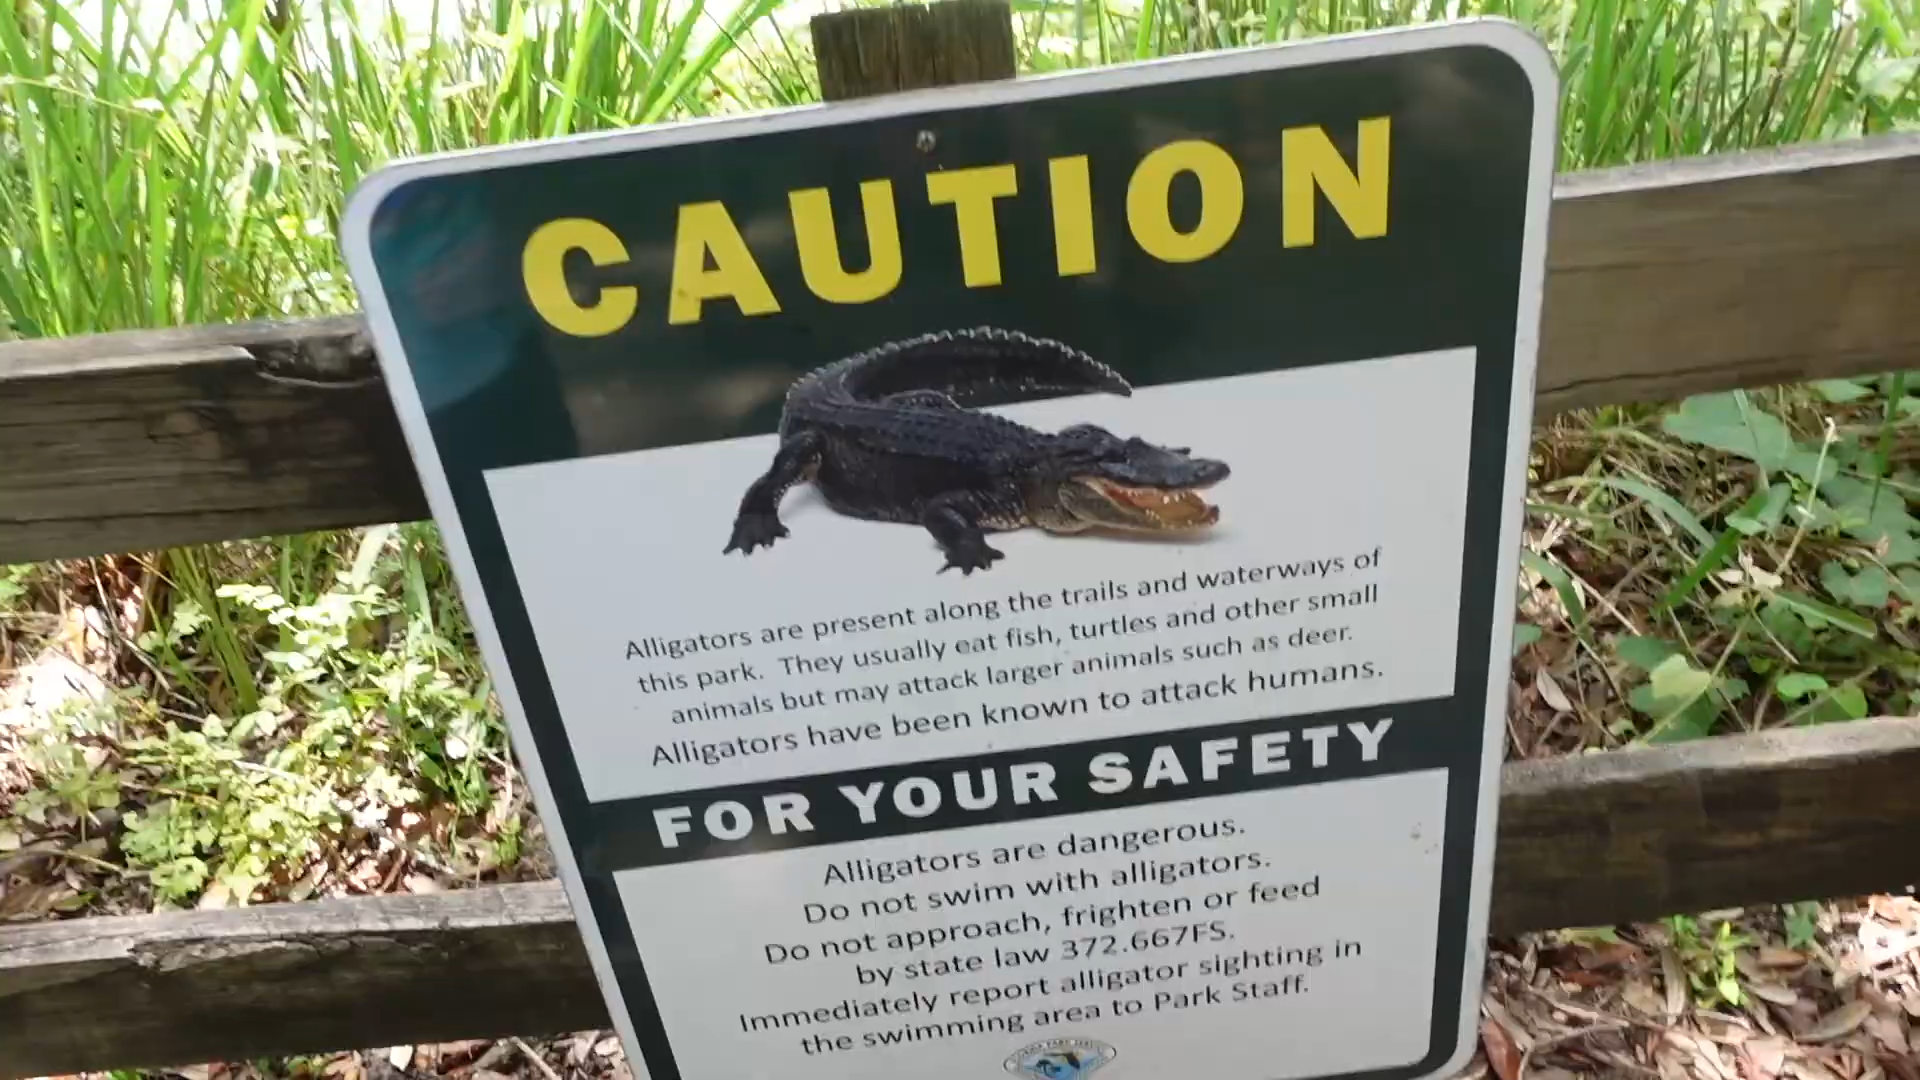 CAUTION
Alligators are present along the trails and waterways of
this park. They usually eat fish, turtles and other small
animals but may attack larger animals such as deer.
Alligators have been known to attack humans.
FOR YOUR SAFETY
Alligators are dangerous.
Do not swim with alligators.
Do not approach, frighten or feed
by state law 372.667FS.
Immediately report alligator sighting in
the swimming area to Park Staff.